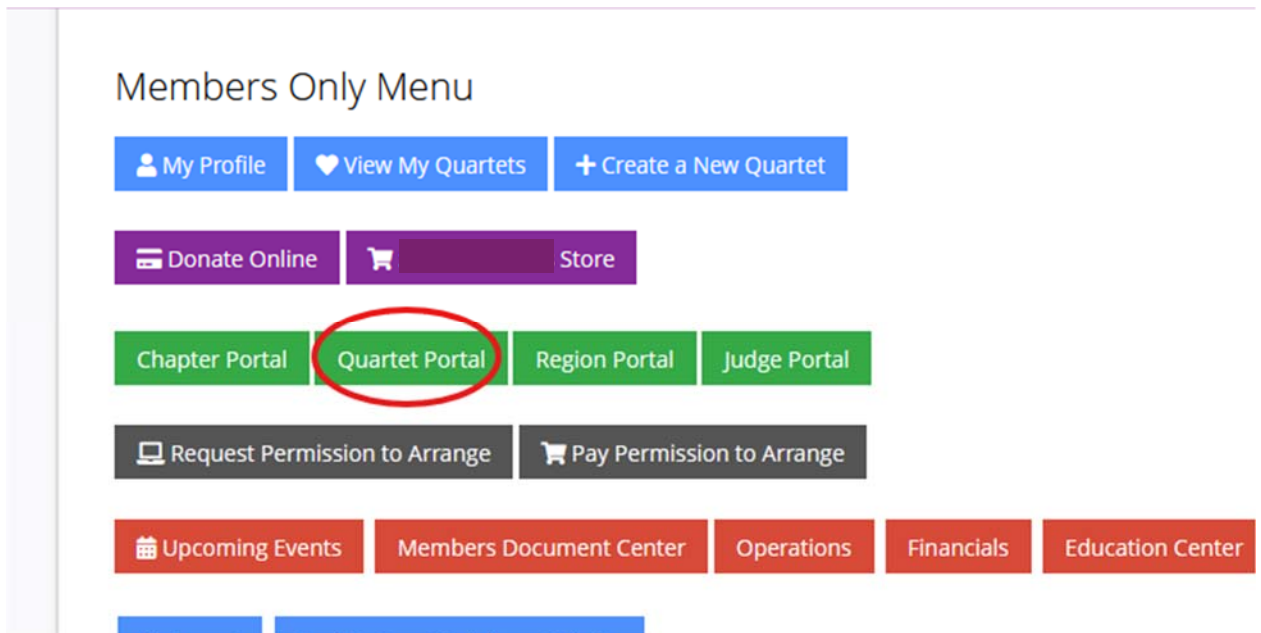 Members Only Menu
My Profile View My Quartets Create a New Quartet
Donate Online Store
Chapter Portal Quartet Portal Region Portal Judge Portal
Request Permission to Arrange Pay Permission to Arrange
Upcoming Events Members Document Center Operations Financials Education Center